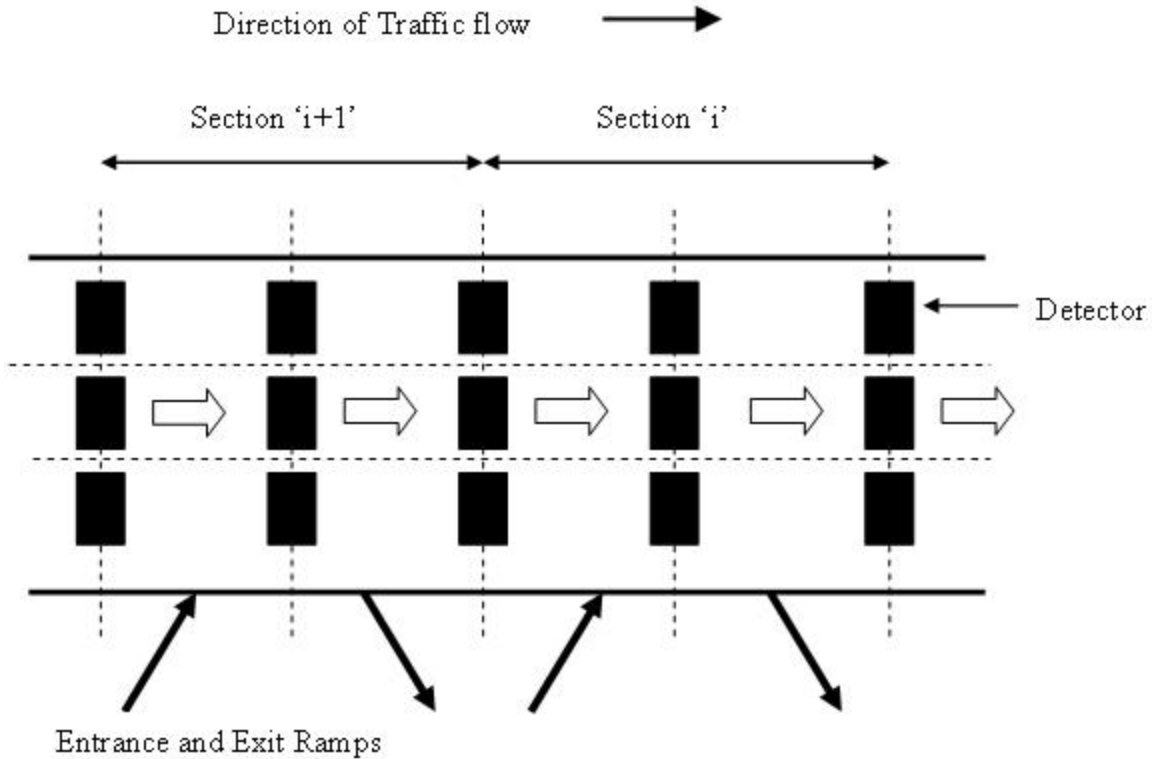 Direction of Traffic flow
Section ‘i+1’
Section ‘i’
Detector
Entrance and Exit Ramps